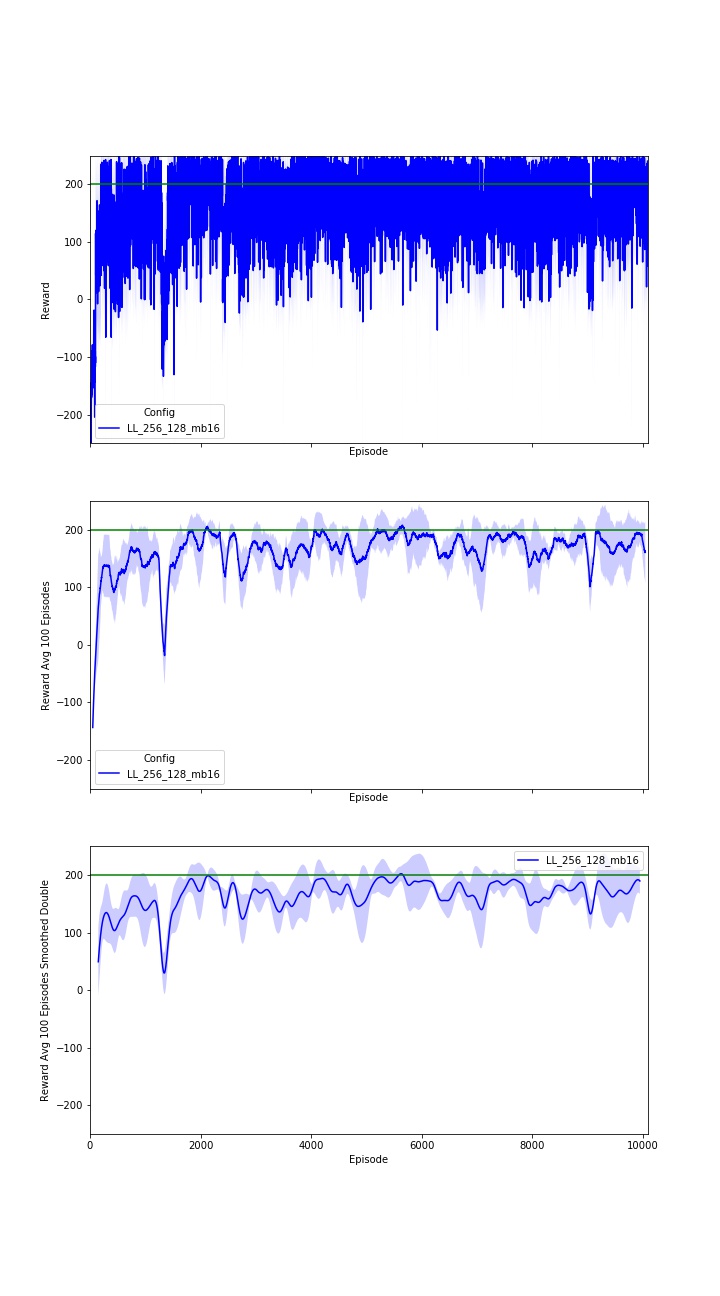 200
100
0
−100
−200
Reward
Config
LL_256_128_mb16
Episode
200
100
0
−100
−200
Reward Avg 100 Episodes
Config
LL_256_128_mb16
Episode
200
100
0
−100
−200
Reward Avg 100 Episodes Smoothed Double
LL_256_128_mb16
0 2000 4000 6000 8000 10000
Episode